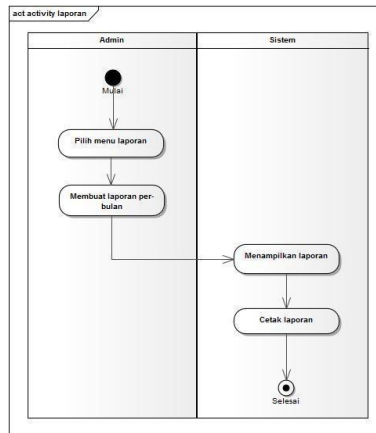 act activity laporan
Admin
Sistem
Mulai
Pilih menu laporan
Membuat laporan per-
bulan
Menampilkan laporan
Cetak laporan
Selesai